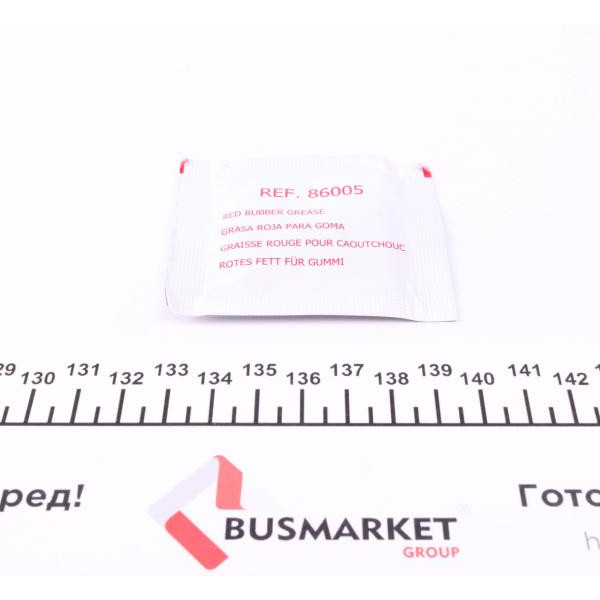 REF. 86005
RED RUBBER GREASE
GRASA ROJA PARA GOMA
GRAISSE ROUGE POUR CAOUTCHOUC
ROTES FETT FÜR GUMMI
29 130 131 132 133 134 135 136 137 138 139 140 141 142
ред! Гото
BUSMARKET®
GROUP
h